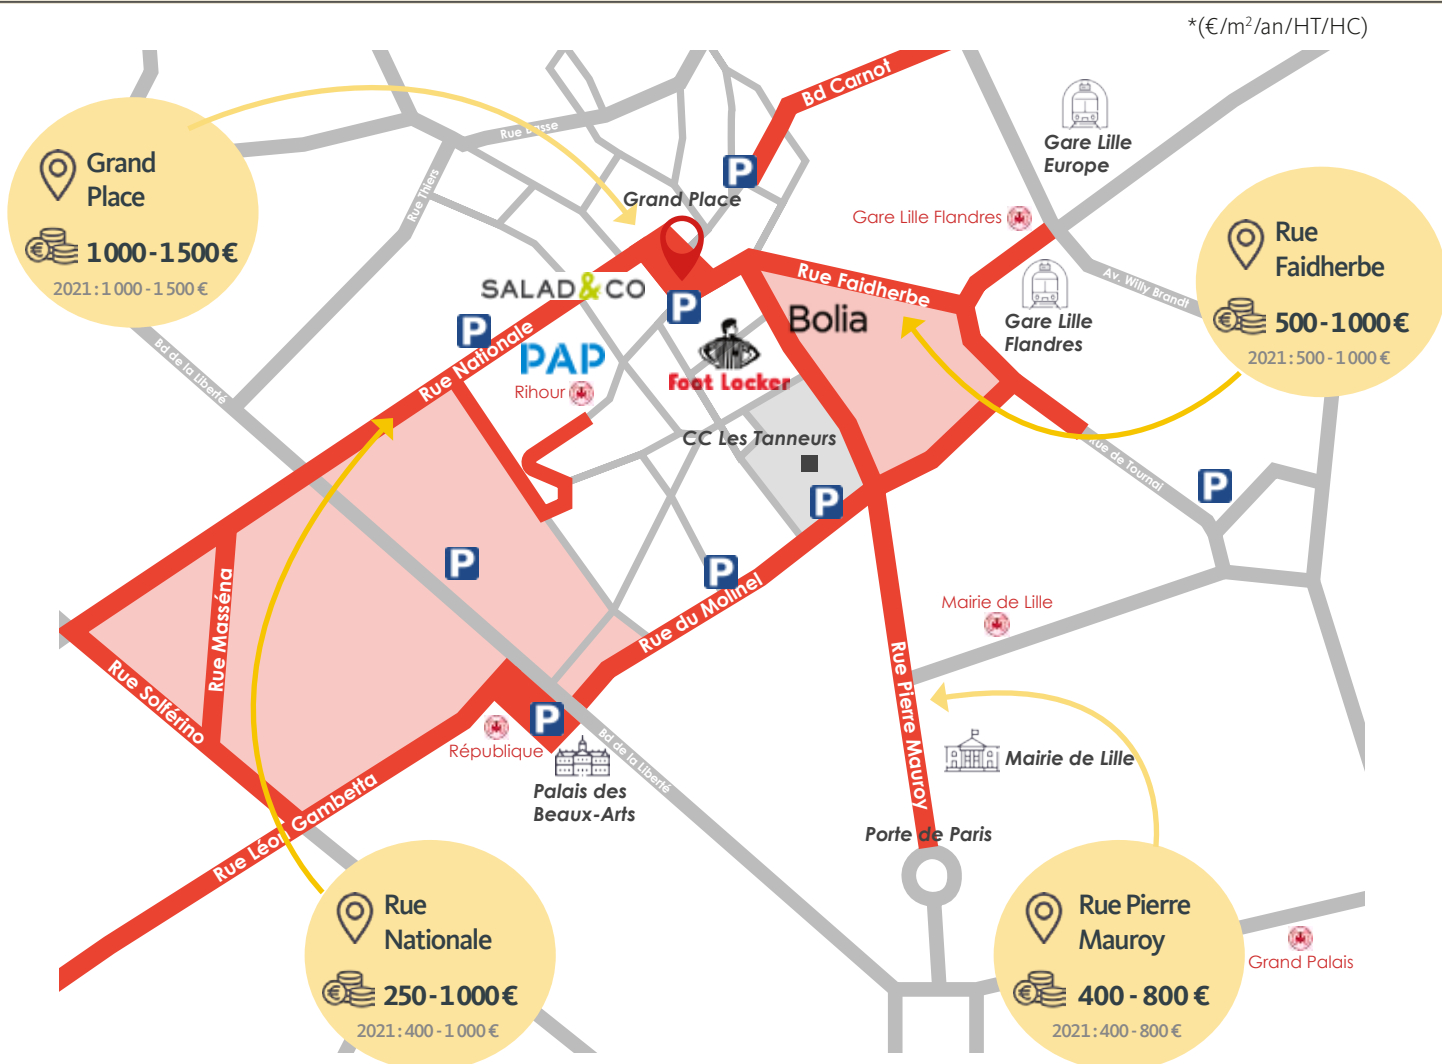 *(€/m²/an/HT/HC)
Bd Carnot
Rue Basse
Gare Lille
Europe
Grand
Place
1000-1500€
2021:1000-1500€
Rue Thiers
P
Grand Place
Gare Lille Flandres
Rue
Faidherbe
500-1000€
2021:500-1000€
Rue Faidherbe
Av. Willy Brandt
SALAD&CO
P
P
Bolia
Gare Lille
Flandres
Rue Nationale
PAP
Foot Locker
Rihour
Bd de la Liberté
CC Les Tanneurs
Rue de Tournai
P
P
P
P
Rue Masséna
Rue du Molinel
Mairie de Lille
Rue Solférino
Rue Pierre Mauroy
République
P
Bd de la Liberté
Mairie de Lille
Palais des
Beaux-Arts
Rue Léon Gambetta
Porte de Paris
Rue
Nationale
250-1000€
2021:400-1000€
Rue Pierre
Mauroy
400-800€
2021:400-800€
Grand Palais